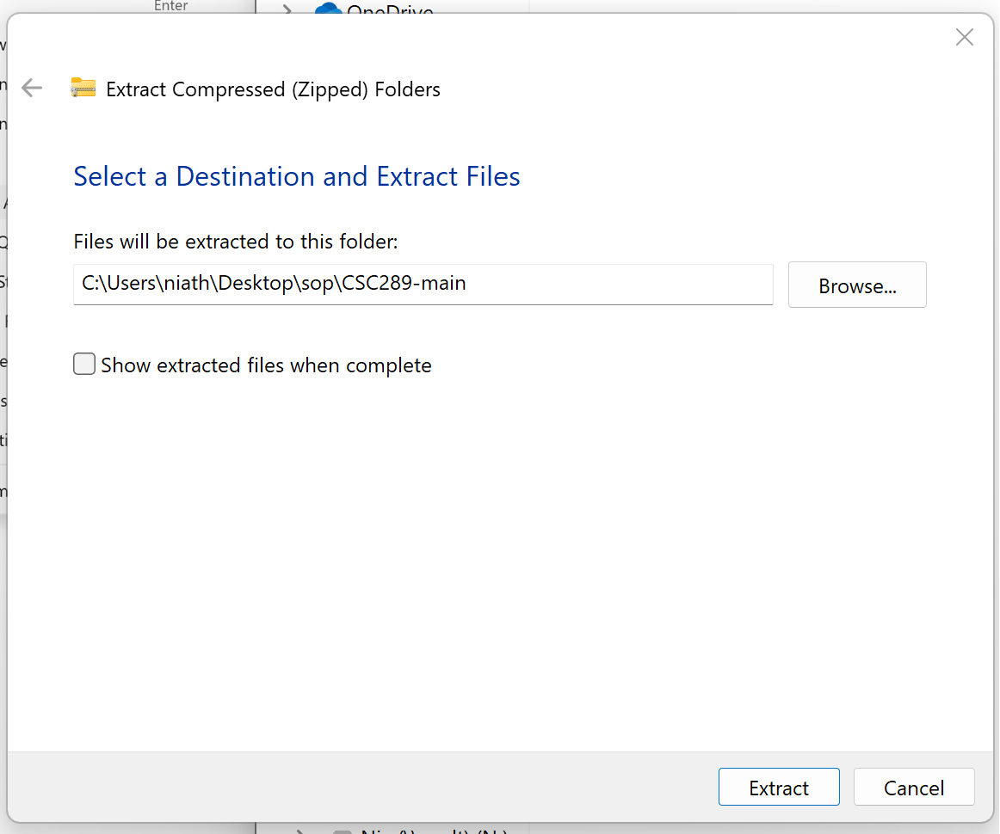 Enter
OneDrive
Extract Compressed (Zipped) Folders
Select a Destination and Extract Files
Files will be extracted to this folder:
C:\Users\niath\Desktop\sop\CSC289-main
Browse...
Show extracted files when complete
Extract
Cancel